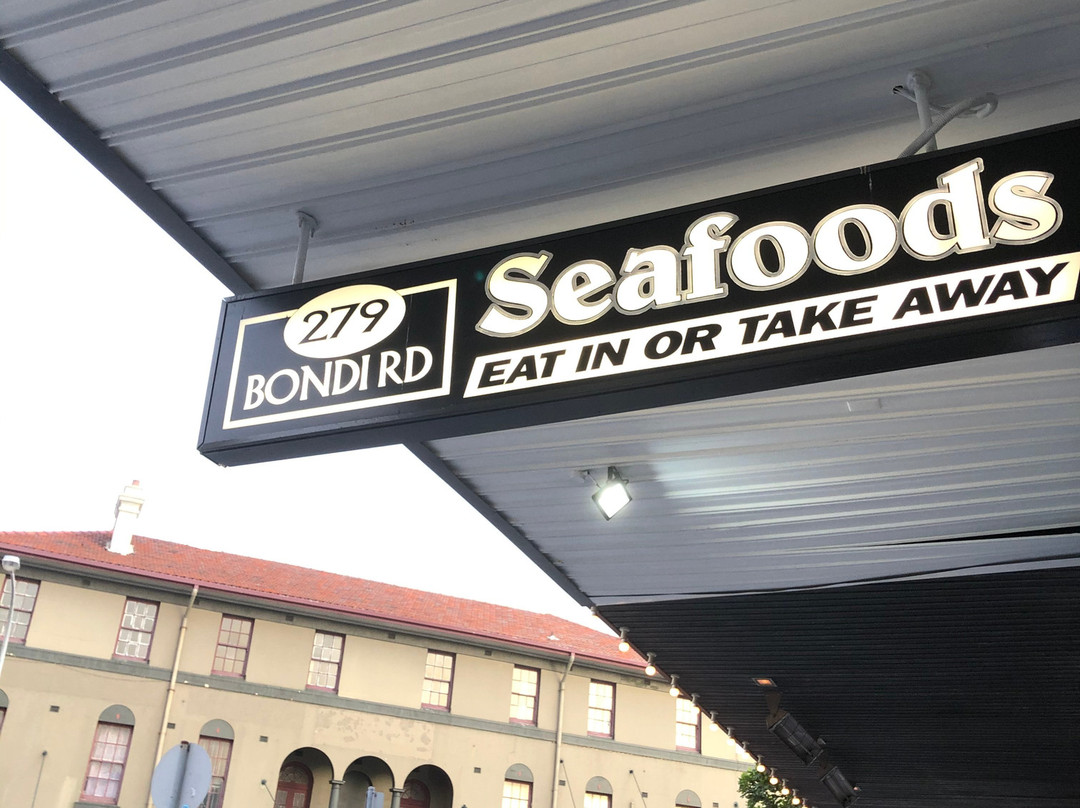 279
BONDI RD
Seafoods
EAT IN OR TAKE AWAY